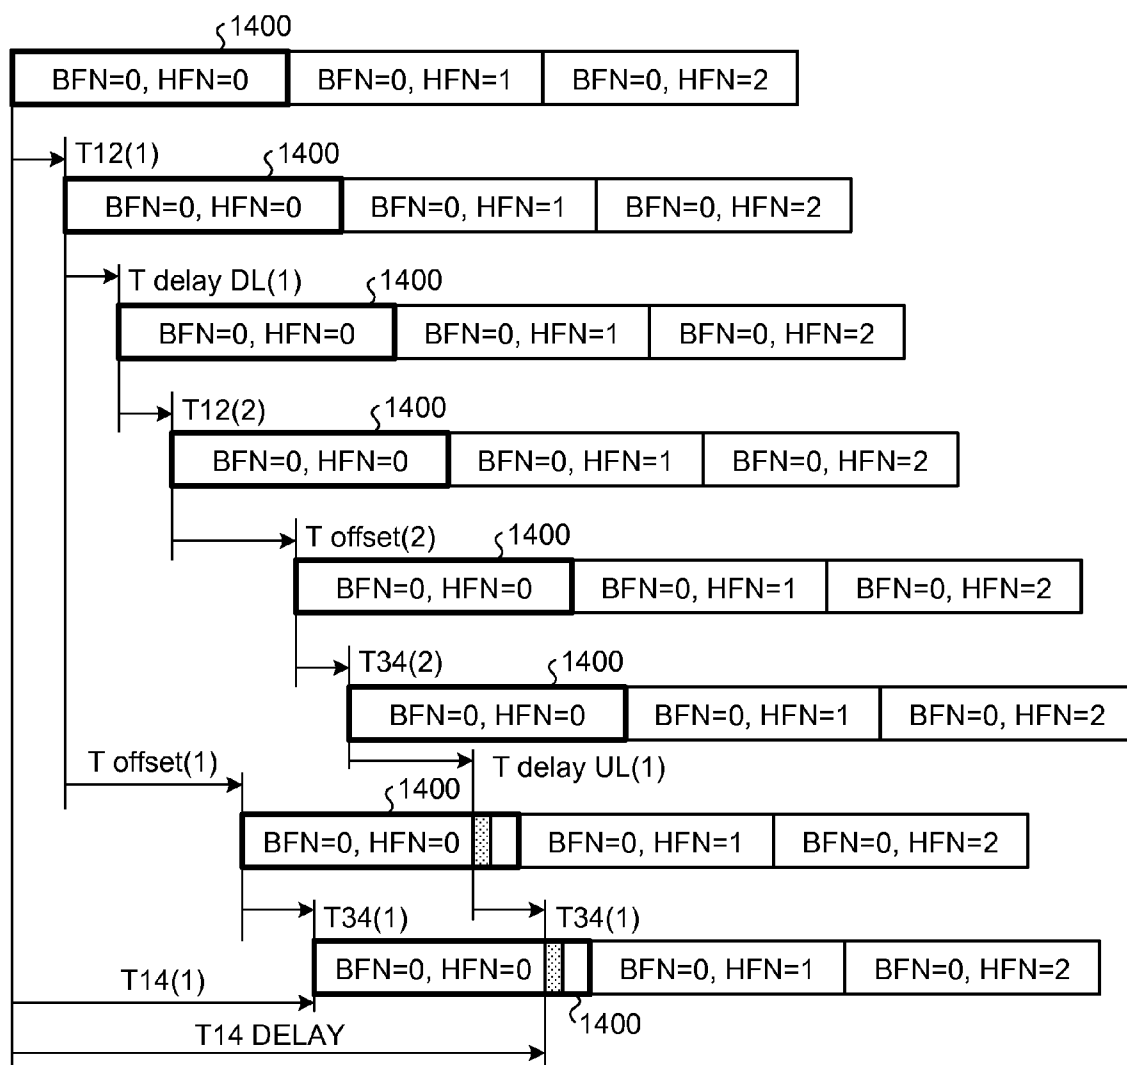 1400
BFN=0, HFN=0 BFN=0, HFN=1 BFN=0, HFN=2
T12(1) 1400
BFN=0, HFN=0 BFN=0, HFN=1 BFN=0, HFN=2
T delay DL(1) 1400
BFN=0, HFN=0 BFN=0, HFN=1 BFN=0, HFN=2
T12(2) 1400
BFN=0, HFN=0 BFN=0, HFN=1 BFN=0, HFN=2
T offset(2) 1400
BFN=0, HFN=0 BFN=0, HFN=1 BFN=0, HFN=2
T34(2) 1400
BFN=0, HFN=0 BFN=0, HFN=1 BFN=0, HFN=2
T offset(1) T delay UL(1)
1400
BFN=0, HFN=0 BFN=0, HFN=1 BFN=0, HFN=2
T34(1) T34(1)
BFN=0, HFN=0 BFN=0, HFN=1 BFN=0, HFN=2
T14(1)
1400
T14 DELAY